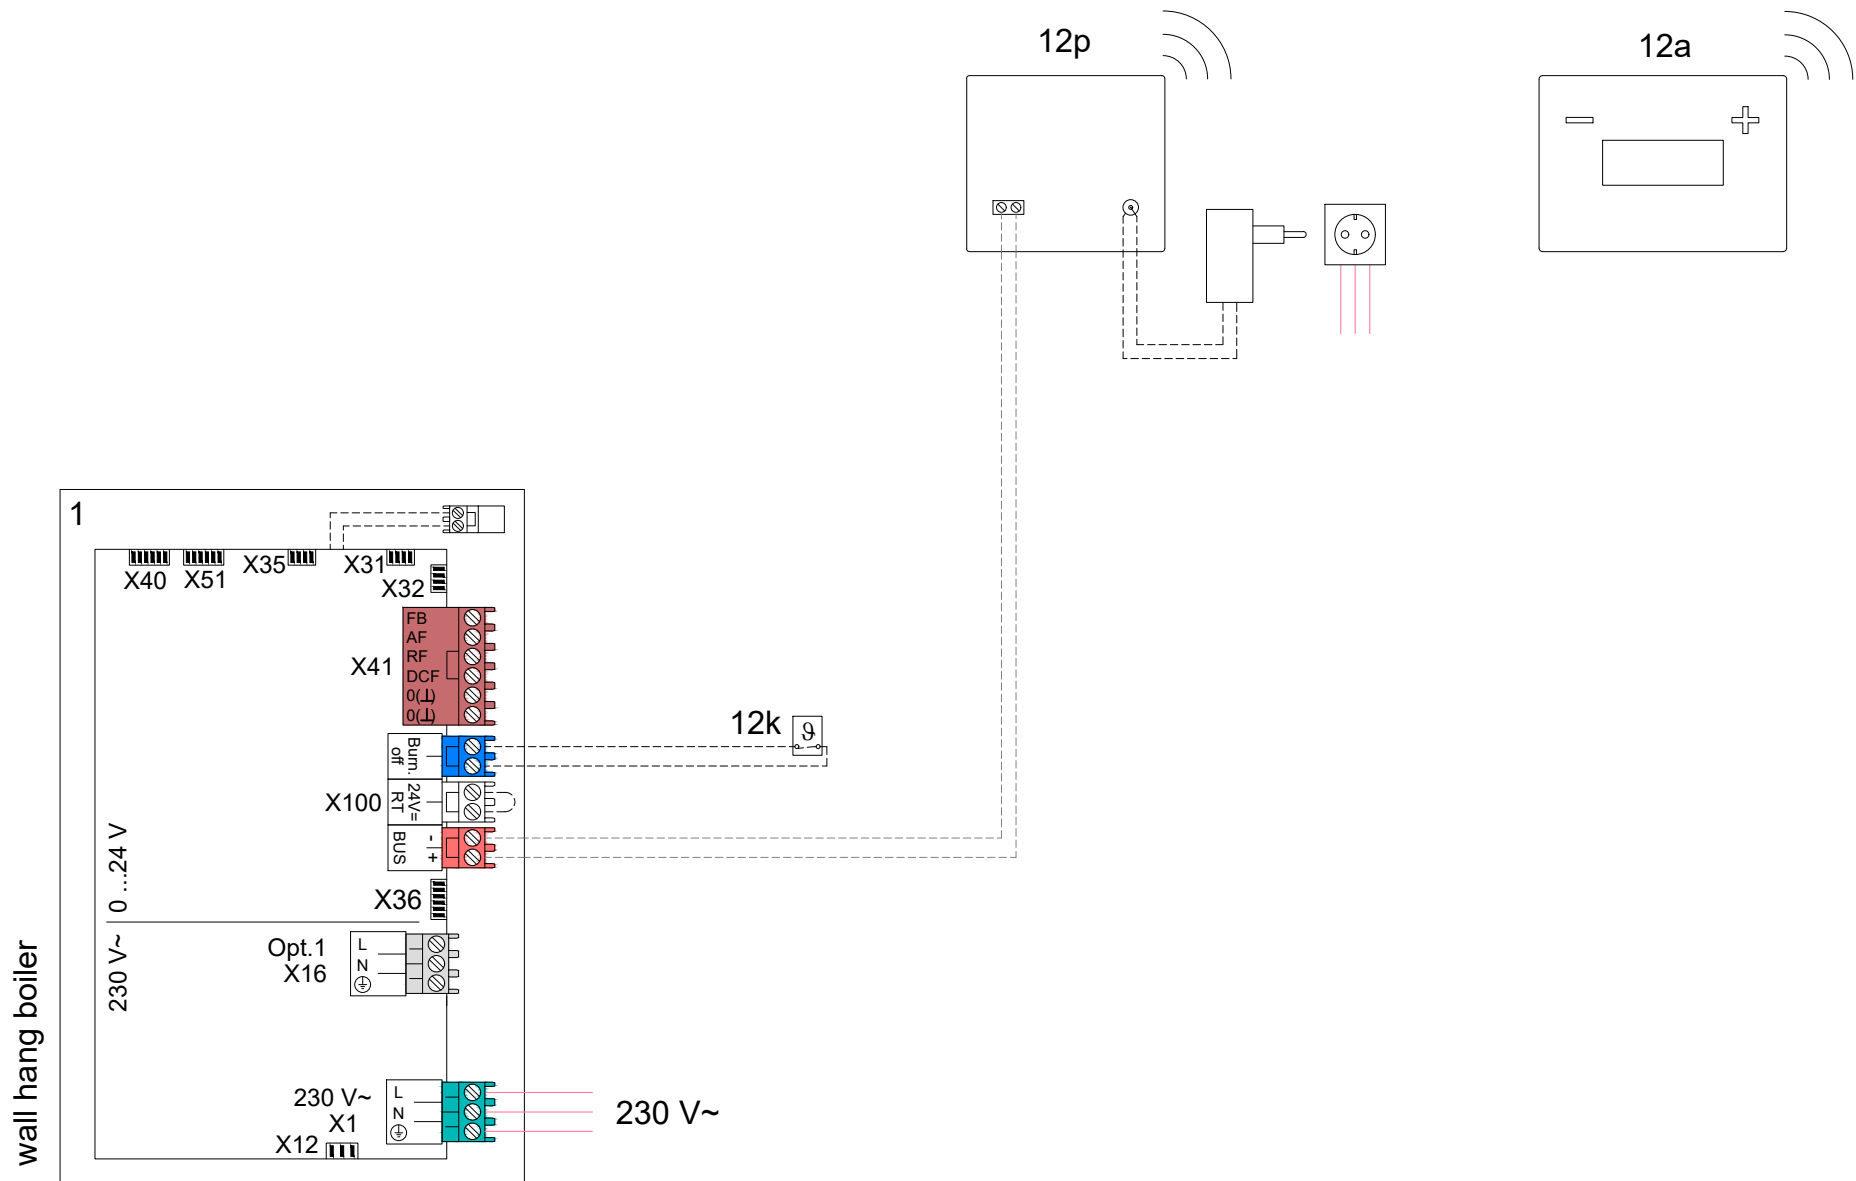 12p
12a
1
X40
X51
X35
X31
X32
FB
AF
RF
DCF
0(⊥)
0(⊥)
X41
12k
ϑ
Burn.
off
X100
24V=
RT
BUS
-
+
0 ...24 V
X36
230 V~
Opt.1
X16
L
N
wall hang boiler
230 V~
X1
L
N
230 V~
X12